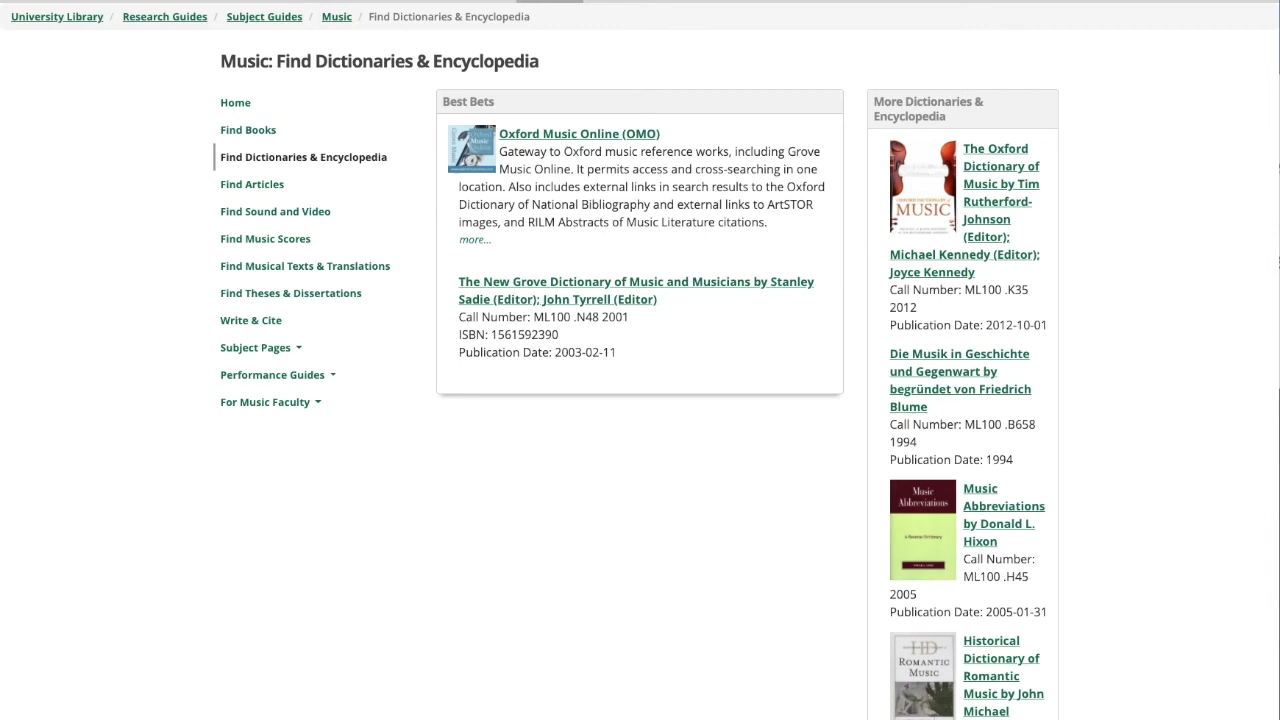 University Library / Research Guides / Subject Guides / Music / Find Dictionaries & Encyclopedia
Music: Find Dictionaries & Encyclopedia
Home
Find Books
Find Dictionaries & Encyclopedia
Find Articles
Find Sound and Video
Find Music Scores
Find Musical Texts & Translations
Find Theses & Dissertations
Write & Cite
Subject Pages
Performance Guides
For Music Faculty
Best Bets
Oxford Music Online (OMO)
Gateway to Oxford music reference works, including Grove
Music Online. It permits access and cross-searching in one
location. Also includes external links in search results to the Oxford
Dictionary of National Bibliography and external links to ArtSTOR
images, and RILM Abstracts of Music Literature citations.
more...
The New Grove Dictionary of Music and Musicians by Stanley
Sadie (Editor); John Tyrrell (Editor)
Call Number: ML100 .N48 2001
ISBN: 1561592390
Publication Date: 2003-02-11
More Dictionaries &
Encyclopedia
MUSIC
The Oxford
Dictionary of
Music by Tim
Rutherford-
Johnson
(Editor);
Michael Kennedy (Editor);
Joyce Kennedy
Call Number: ML100 .K35
2012
Publication Date: 2012-10-01
Die Musik in Geschichte
und Gegenwart by
begründet von Friedrich
Blume
Call Number: ML100 .B658
1994
Publication Date: 1994
Music
Abbreviations
A Reverse Dictionary
Music
Abbreviations
by Donald L.
Hixon
Call Number:
ML100 .H45
2005
Publication Date: 2005-01-31
HD
ROMANTIC
MUSIC
Historical
Dictionary of
Romantic
Music by John
Michael